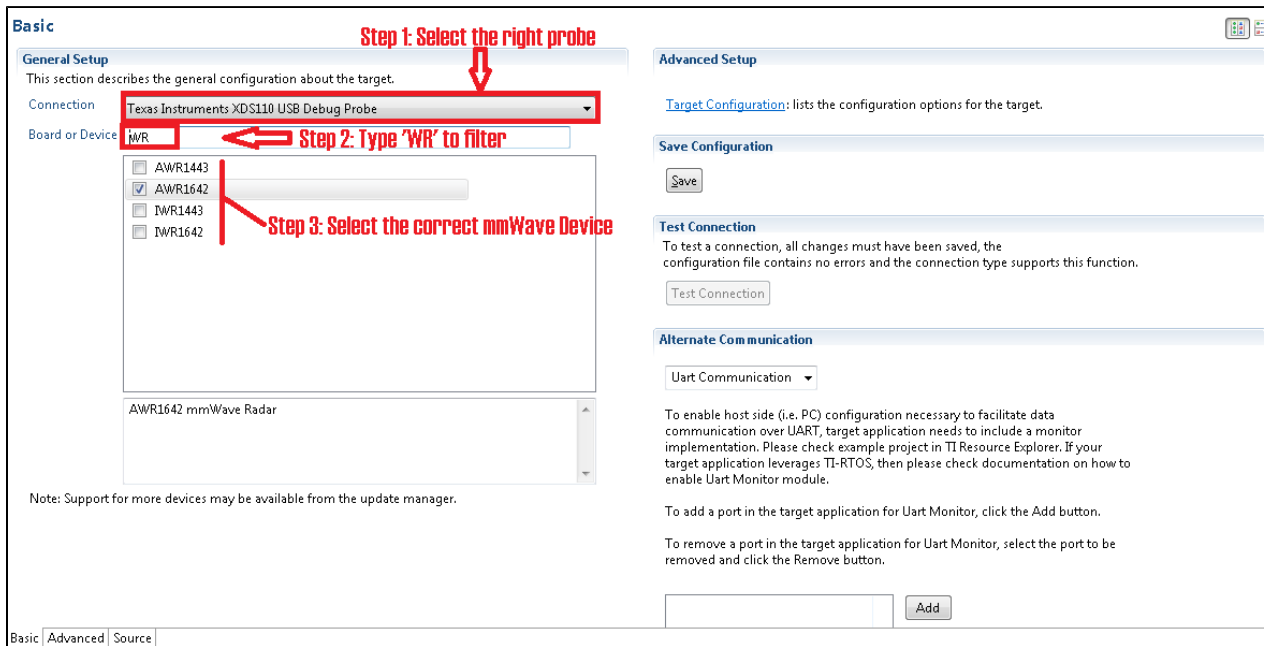 Basic
Step 1: Select the right probe
General Setup
This section describes the general configuration about the target.
Connection
Texas Instruments XDS110 USB Debug Probe
Board or Device
WR
Step 2: Type 'WR' to filter
AWR1443
AWR1642
IWR1443
IWR1642
Step 3: Select the correct mmWave Device
AWR1642 mmWave Radar
Note: Support for more devices may be available from the update manager.
Advanced Setup
Target Configuration: lists the configuration options for the target.
Save Configuration
Save
Test Connection
To test a connection, all changes must have been saved, the
configuration file contains no errors and the connection type supports this function.
Test Connection
Alternate Communication
Uart Communication
To enable host side (i.e. PC) configuration necessary to facilitate data
communication over UART, target application needs to include a monitor
implementation. Please check example project in TI Resource Explorer. If your
target application leverages TI-RTOS, then please check documentation on how to
enable Uart Monitor module.
To add a port in the target application for Uart Monitor, click the Add button.
To remove a port in the target application for Uart Monitor, select the port to be
removed and click the Remove button.
Add
Basic Advanced Source